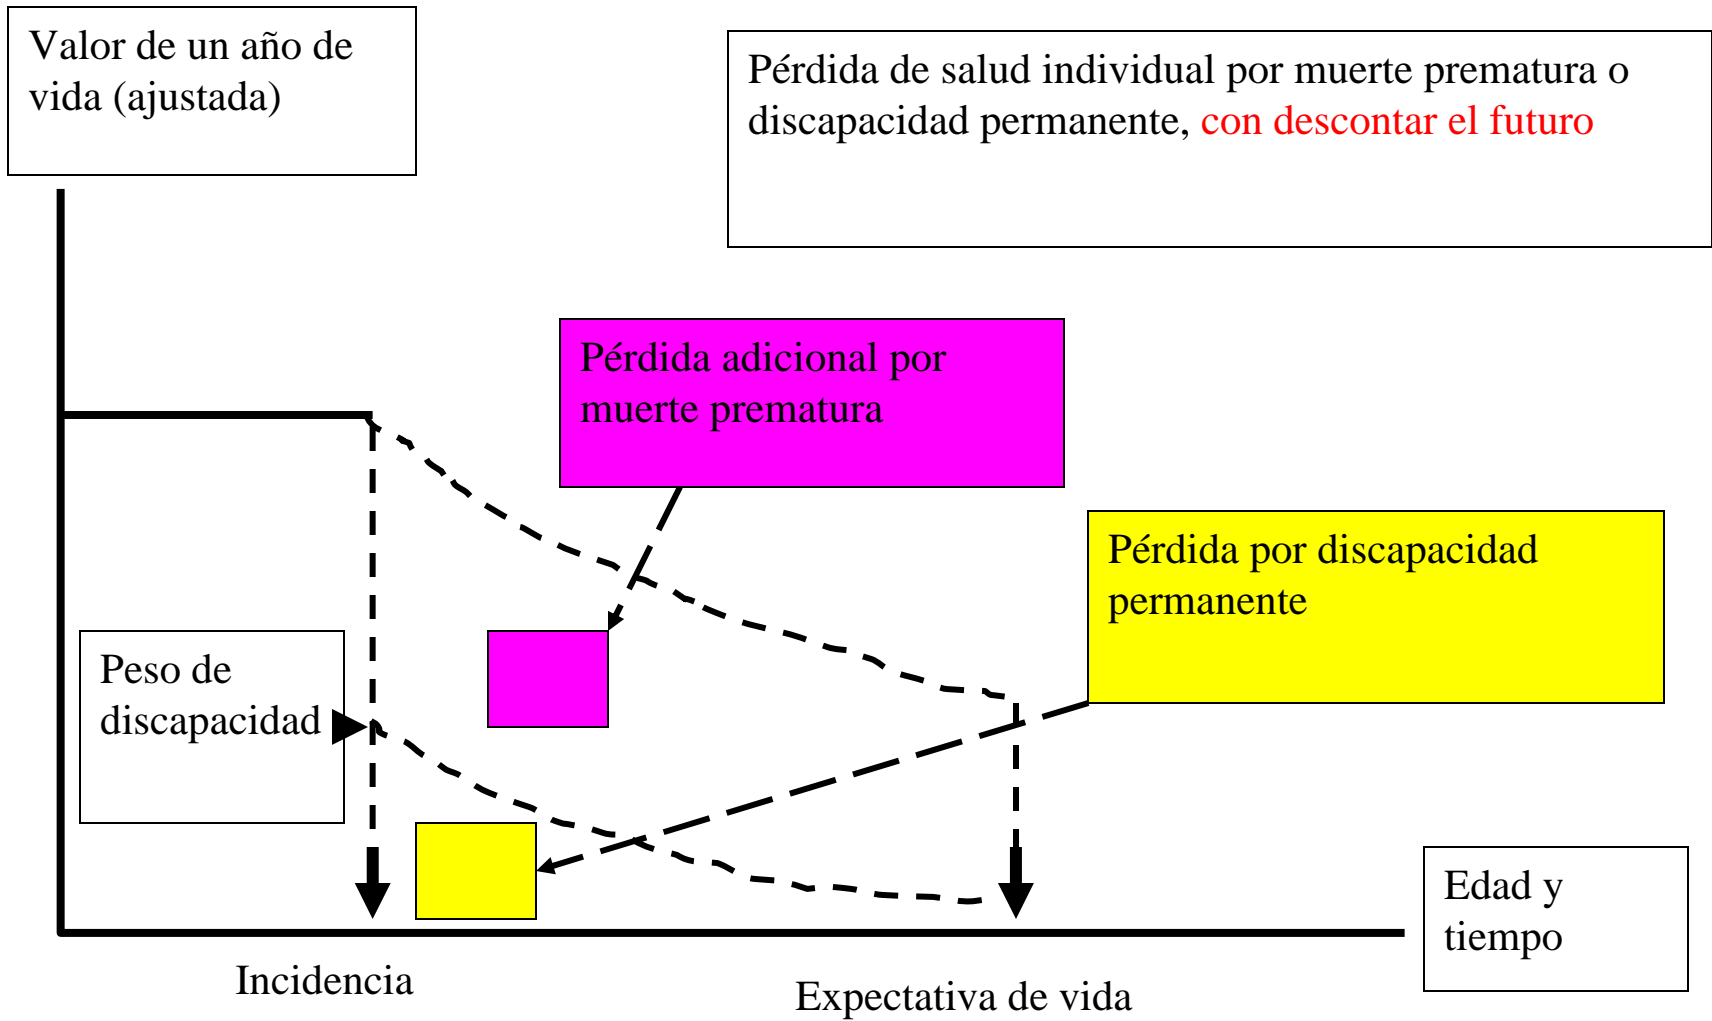 Valor de un año de
vida (ajustada)
Pérdida de salud individual por muerte prematura o
discapacidad permanente, con descontar el futuro
Pérdida adicional por
muerte prematura
Pérdida por discapacidad
permanente
Peso de
discapacidad
Edad y
tiempo
Incidencia
Expectativa de vida